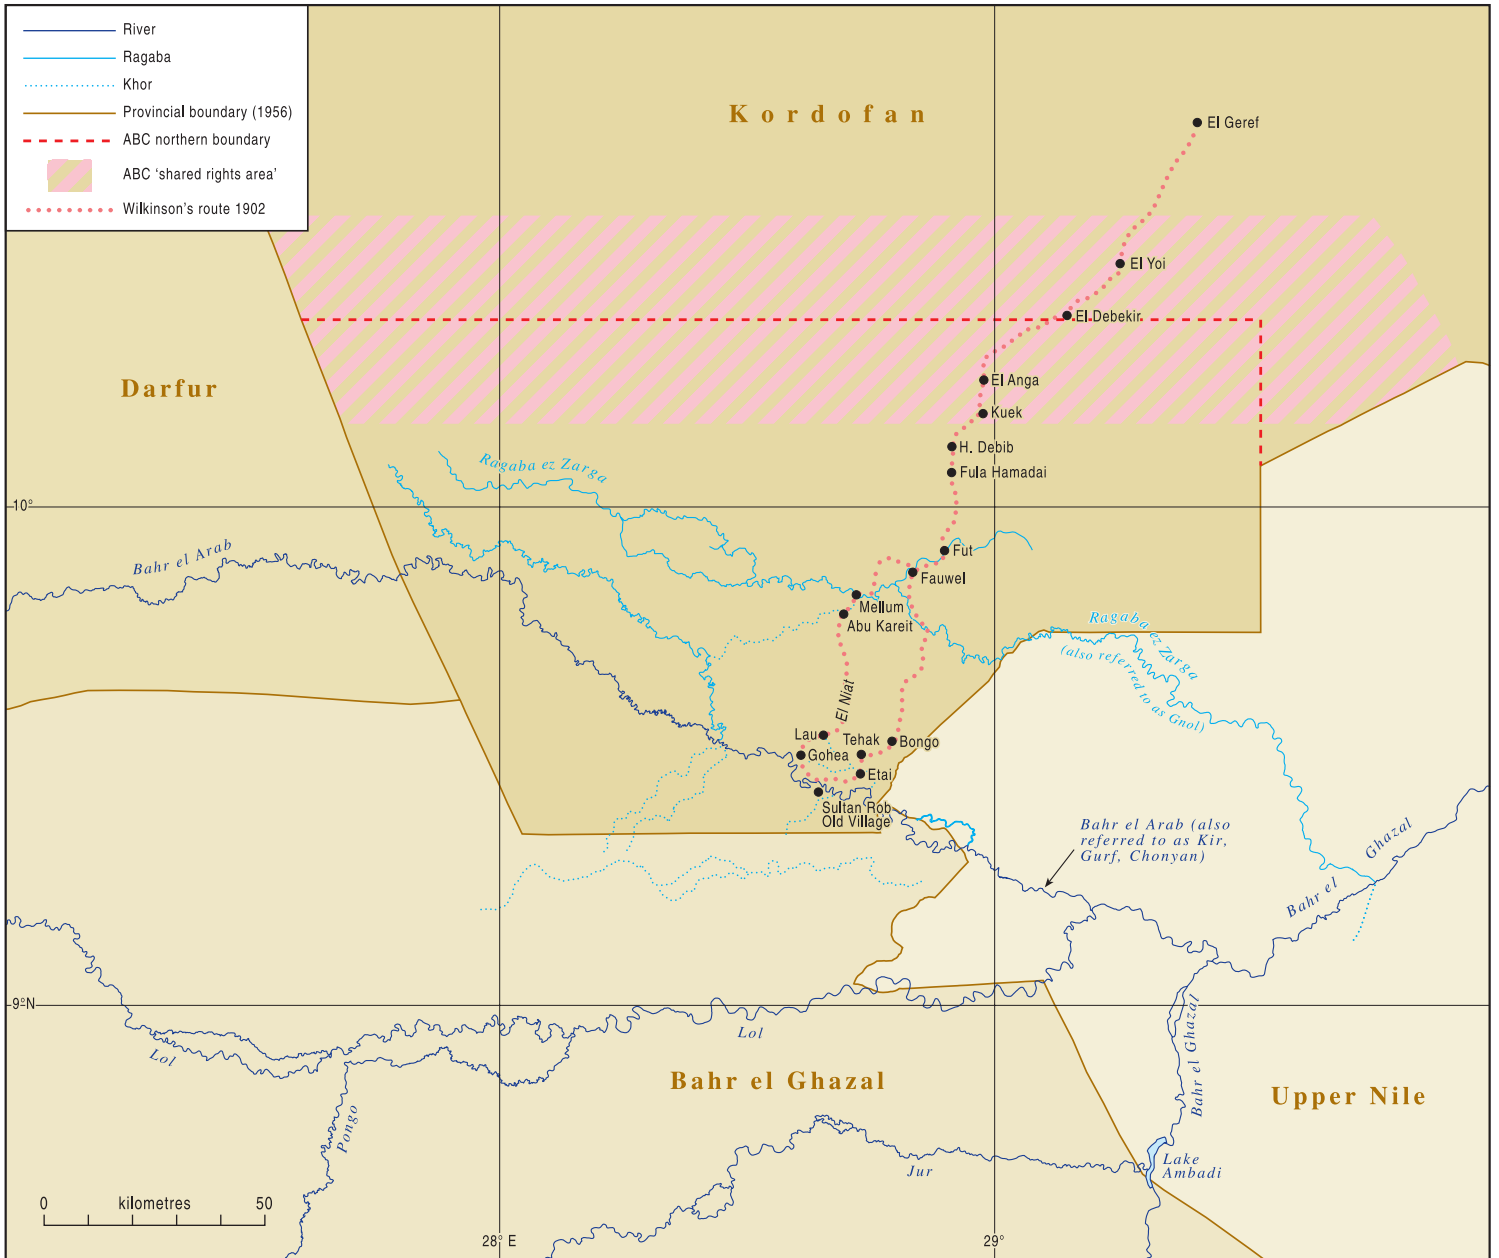 River
Ragaba
Khor
Provincial boundary (1956)
ABC northern boundary
ABC ‘shared rights area’
Wilkinson's route 1902
Kordofan
El Geref
El Yoi
El Debekir
Darfur
El Anga
Kuek
H. Debib
Fula Hamadai
Ragaba ez Zarga
10°
Bahr el Arab
Fut
Fauwel
Mellum
Abu Kareit
Ragaba ez Zarga
(also referred to as Gnol)
El Niat
Lau
Tehak
Bongo
Gohea
Etai
Sultan Rob
Old Village
Bahr el Arab (also
referred to as Kir,
Gurf, Chonyan)
Bahr el Ghazal
9°N
Lol
Lol
Bahr el Ghazal
Bahr el Ghazal
Upper Nile
Pongo
Jur
Lake
Ambadi
0 kilometres 50
28° E
29°